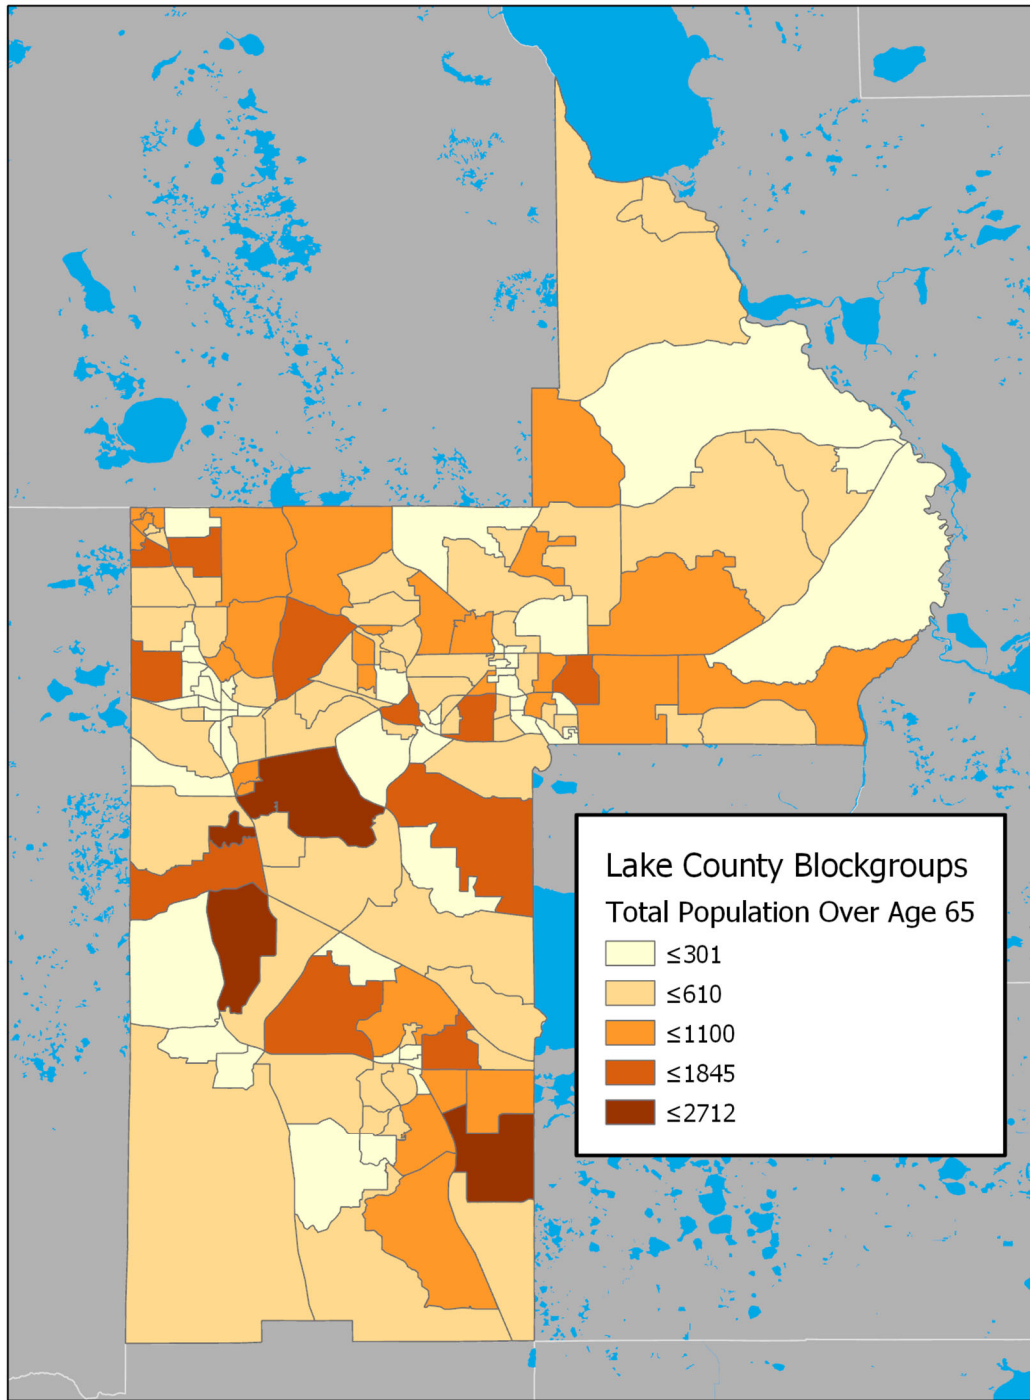 Lake County Blockgroups
Total Population Over Age 65
≤301
≤610
≤1100
≤1845
≤2712